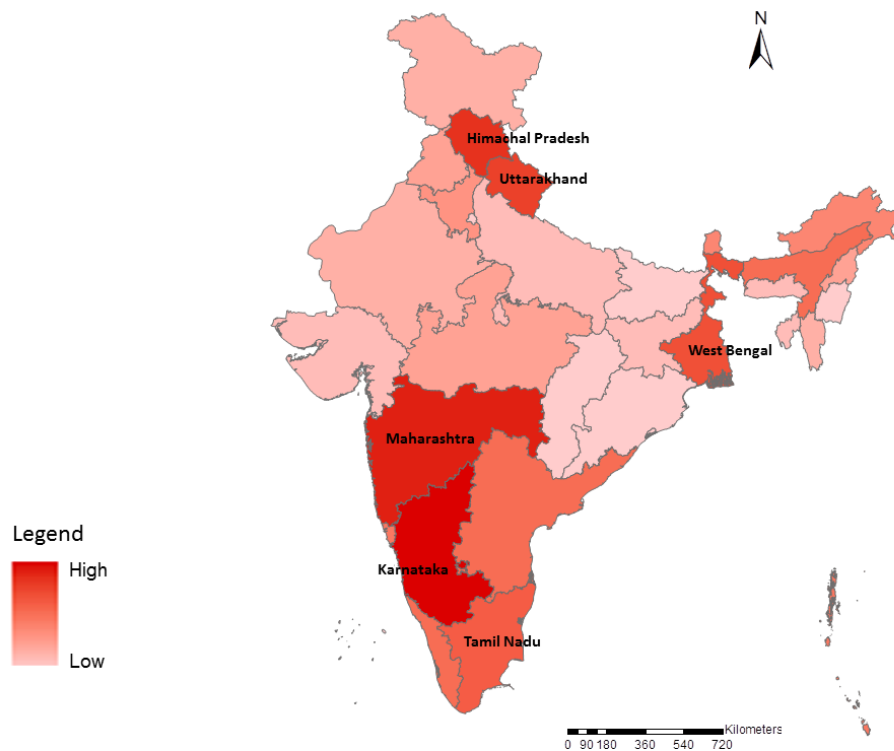 N
Himachal Pradesh
Uttarakhand
West Bengal
Maharashtra
Legend
High
Karnataka
Tamil Nadu
Low
Kilometers
0 90 180 360 540 720